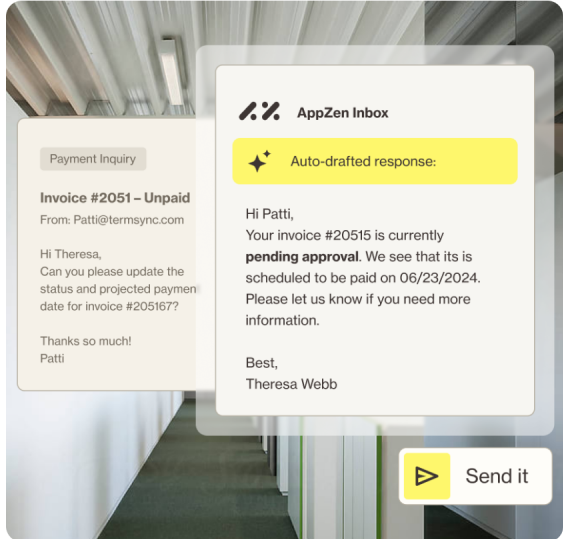 Payment Inquiry
Invoice #2051 – Unpaid
From: Patti@termsync.com
Hi Theresa,
Can you please update the
status and projected paymen
date for invoice #205167?
Thanks so much!
Patti
AppZen Inbox
Auto-drafted response:
Hi Patti,
Your invoice #20515 is currently
pending approval. We see that its is
scheduled to be paid on 06/23/2024.
Please let us know if you need more
information.
Best,
Theresa Webb
Send it